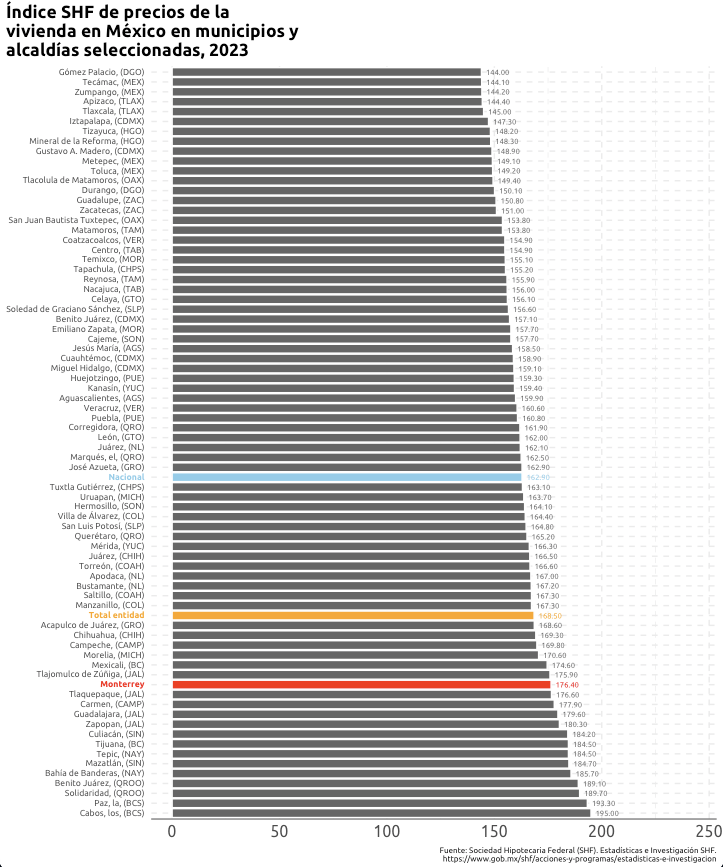 Índice SHF de precios de la
vivienda en México en municipios y
alcaldías seleccionadas, 2023
Gómez Palacio, (DGO) 144.00
Tecámac, (MEX) 144.10
Zumpango, (MEX) 144.20
Apizaco, (TLAX) 144.40
Tlaxcala, (TLAX) 145.00
Iztapalapa, (CDMX) 147.30
Tizayuca, (HGO) 148.20
Mineral de la Reforma, (HGO) 148.30
Gustavo A. Madero, (CDMX) 148.90
Metepec, (MEX) 149.10
Toluca, (MEX) 149.20
Tlacolula de Matamoros, (OAX) 149.40
Durango, (DGO) 150.10
Guadalupe, (ZAC) 150.80
Zacatecas, (ZAC) 151.00
San Juan Bautista Tuxtepec, (OAX) 153.80
Matamoros, (TAM) 153.80
Coatzacoalcos, (VER) 154.90
Centro, (TAB) 154.90
Temixco, (MOR) 155.10
Tapachula, (CHPS) 155.20
Reynosa, (TAM) 155.90
Nacajuca, (TAB) 156.00
Celaya, (GTO) 156.10
Soledad de Graciano Sánchez, (SLP) 156.60
Benito Juárez, (CDMX) 157.10
Emiliano Zapata, (MOR) 157.70
Cajeme, (SON) 157.70
Jesús María, (AGS) 158.50
Cuauhtémoc, (CDMX) 158.90
Miguel Hidalgo, (CDMX) 159.10
Huejotzingo, (PUE) 159.30
Kanasín, (YUC) 159.40
Aguascalientes, (AGS) 159.90
Veracruz, (VER) 160.60
Puebla, (PUE) 160.80
Corregidora, (QRO) 161.90
León, (GTO) 162.00
Juárez, (NL) 162.10
Marqués, el, (QRO) 162.50
José Azueta, (GRO) 162.90
Nacional 162.90
Tuxtla Gutiérrez, (CHPS) 163.10
Uruapan, (MICH) 163.70
Hermosillo, (SON) 164.10
Villa de Álvarez, (COL) 164.40
San Luis Potosí, (SLP) 164.80
Querétaro, (QRO) 165.20
Mérida, (YUC) 166.30
Juárez, (CHIH) 166.50
Torreón, (COAH) 166.60
Apodaca, (NL) 167.00
Bustamante, (NL) 167.20
Saltillo, (COAH) 167.30
Manzanillo, (COL) 167.30
Total entidad 168.50
Acapulco de Juárez, (GRO) 168.60
Chihuahua, (CHIH) 169.30
Campeche, (CAMP) 169.80
Morelia, (MICH) 170.60
Mexicali, (BC) 174.60
Tlajomulco de Zúñiga, (JAL) 175.90
Monterrey 176.40
Tlaquepaque, (JAL) 176.60
Carmen, (CAMP) 177.90
Guadalajara, (JAL) 179.60
Zapopan, (JAL) 180.30
Culiacán, (SIN) 184.20
Tijuana, (BC) 184.50
Tepic, (NAY) 184.50
Mazatlán, (SIN) 184.70
Bahía de Banderas, (NAY) 185.70
Benito Juárez, (QROO) 189.10
Solidaridad, (QROO) 189.70
Paz, la, (BCS) 193.30
Cabos, los, (BCS) 195.00
0 50 100 150 200 250
Fuente: Sociedad Hipotecaria Federal (SHF). Estadísticas e Investigación SHF.
https://www.gob.mx/shf/acciones-y-programas/estadisticas-e-investigacion